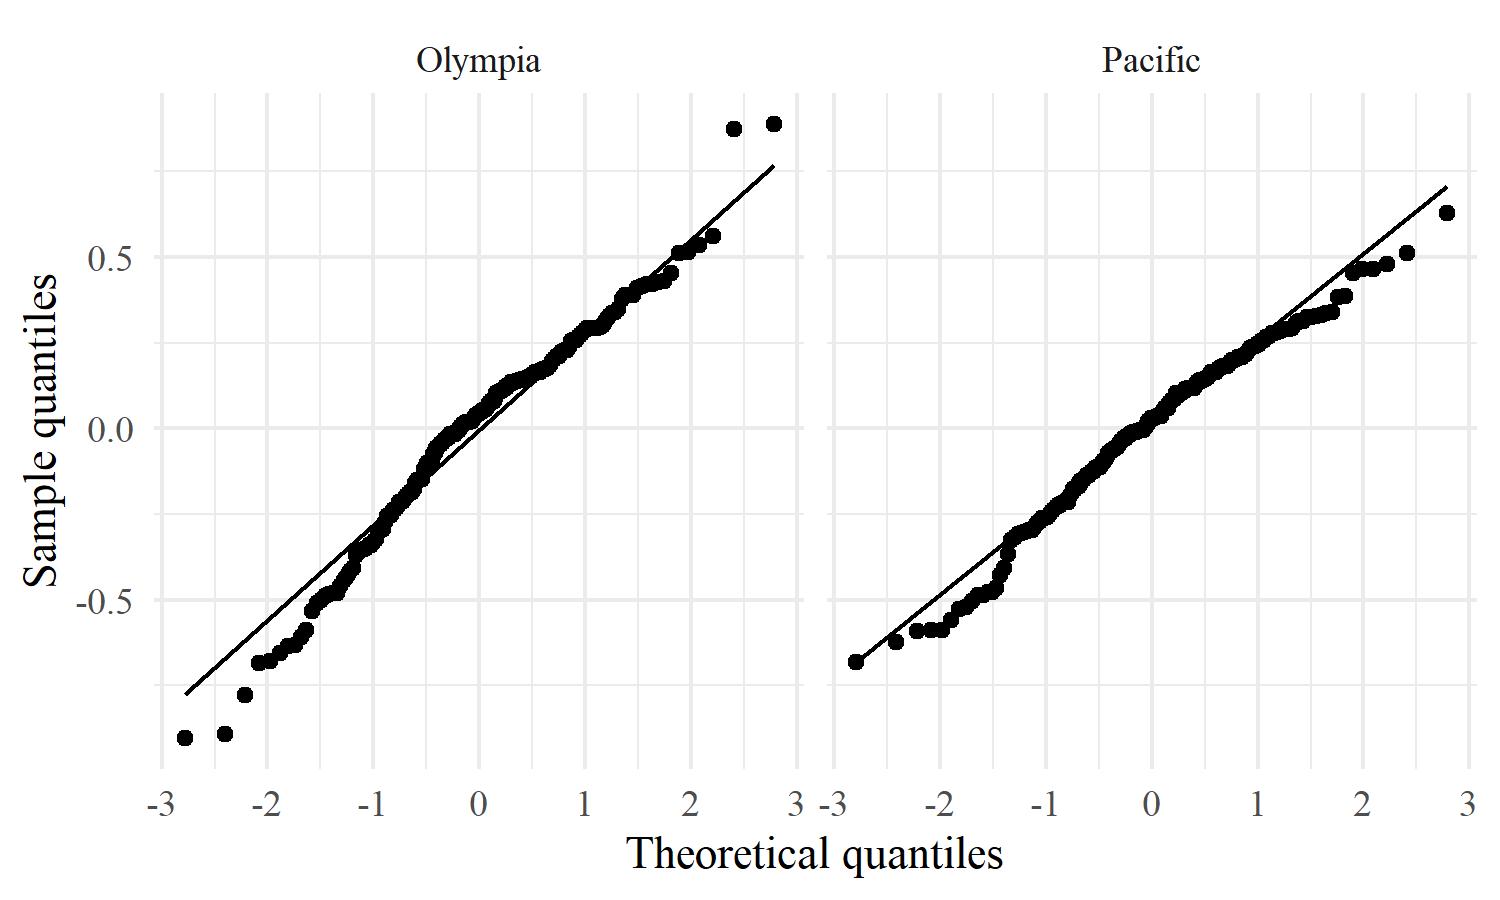 Olympia Pacific
Sample quantiles
0.5
0.0
-0.5
-3 -2 -1 0 1 2 3 -3 -2 -1 0 1 2 3
Theoretical quantiles